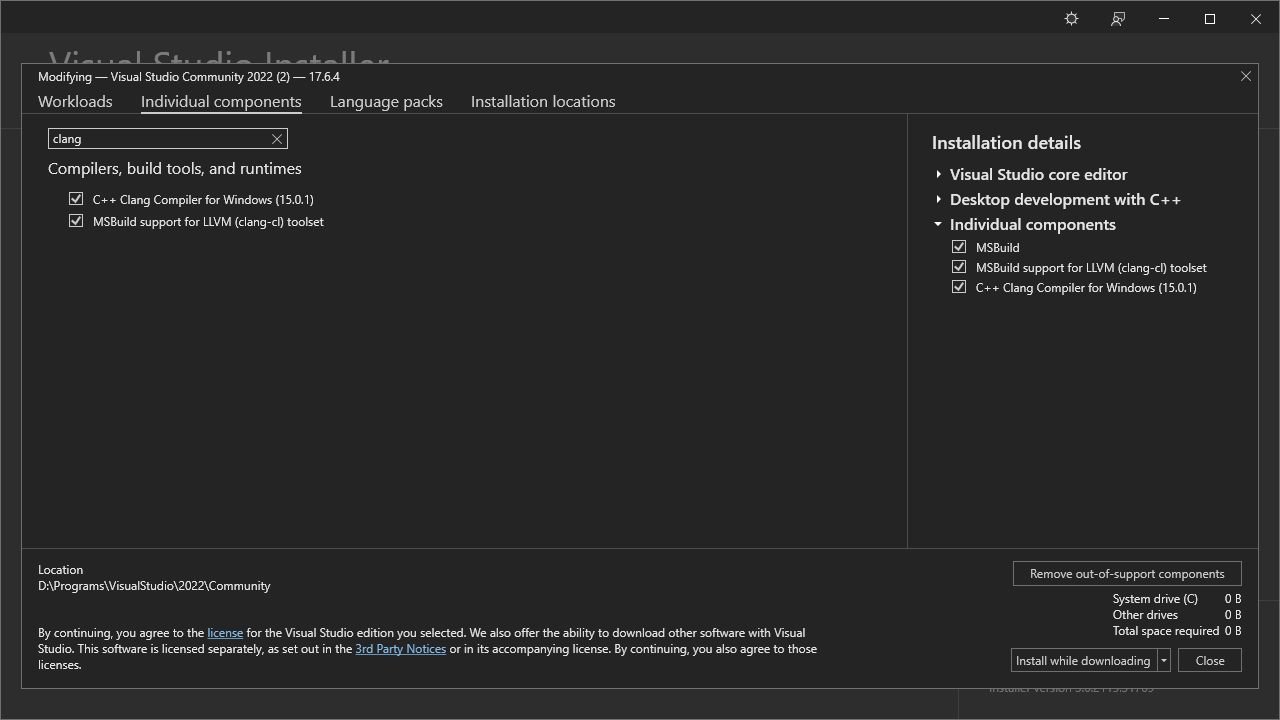 Visual Studio Installer
Modifying — Visual Studio Community 2022 (2) — 17.6.4
Workloads
Individual components
Language packs
Installation locations
clang
Compilers, build tools, and runtimes
C++ Clang Compiler for Windows (15.0.1)
MSBuild support for LLVM (clang-cl) toolset
Installation details
Visual Studio core editor
Desktop development with C++
Individual components
MSBuild
MSBuild support for LLVM (clang-cl) toolset
C++ Clang Compiler for Windows (15.0.1)
Location
D:\Programs\VisualStudio\2022\Community
By continuing, you agree to the license for the Visual Studio edition you selected. We also offer the ability to download other software with Visual
Studio. This software is licensed separately, as set out in the 3rd Party Notices or in its accompanying license. By continuing, you also agree to those
licenses.
Remove out-of-support components
System drive (C) 0 B
Other drives 0 B
Total space required 0 B
Install while downloading
Close
Installer version